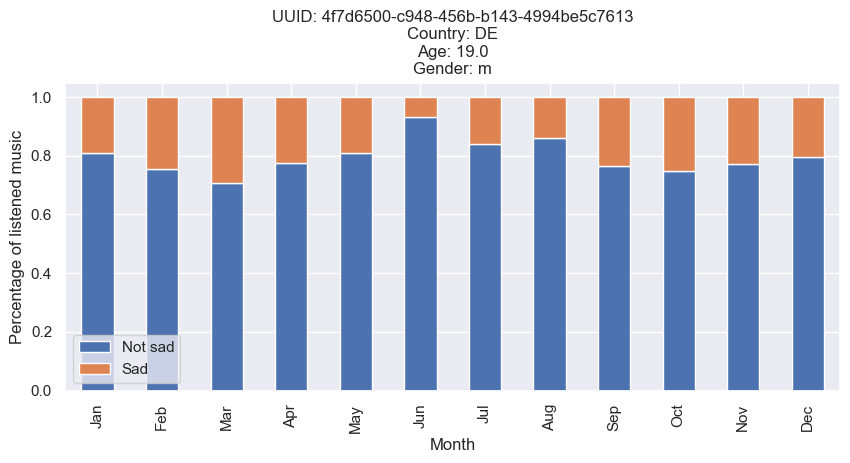 UUID: 4f7d6500-c948-456b-b143-4994be5c7613
Country: DE
Age: 19.0
Gender: m
Percentage of listened music
1.0
0.8
0.6
0.4
0.2
0.0
Not sad
Sad
Jan
Feb
Mar
Apr
May
Jun
Jul
Aug
Sep
Oct
Nov
Dec
Month